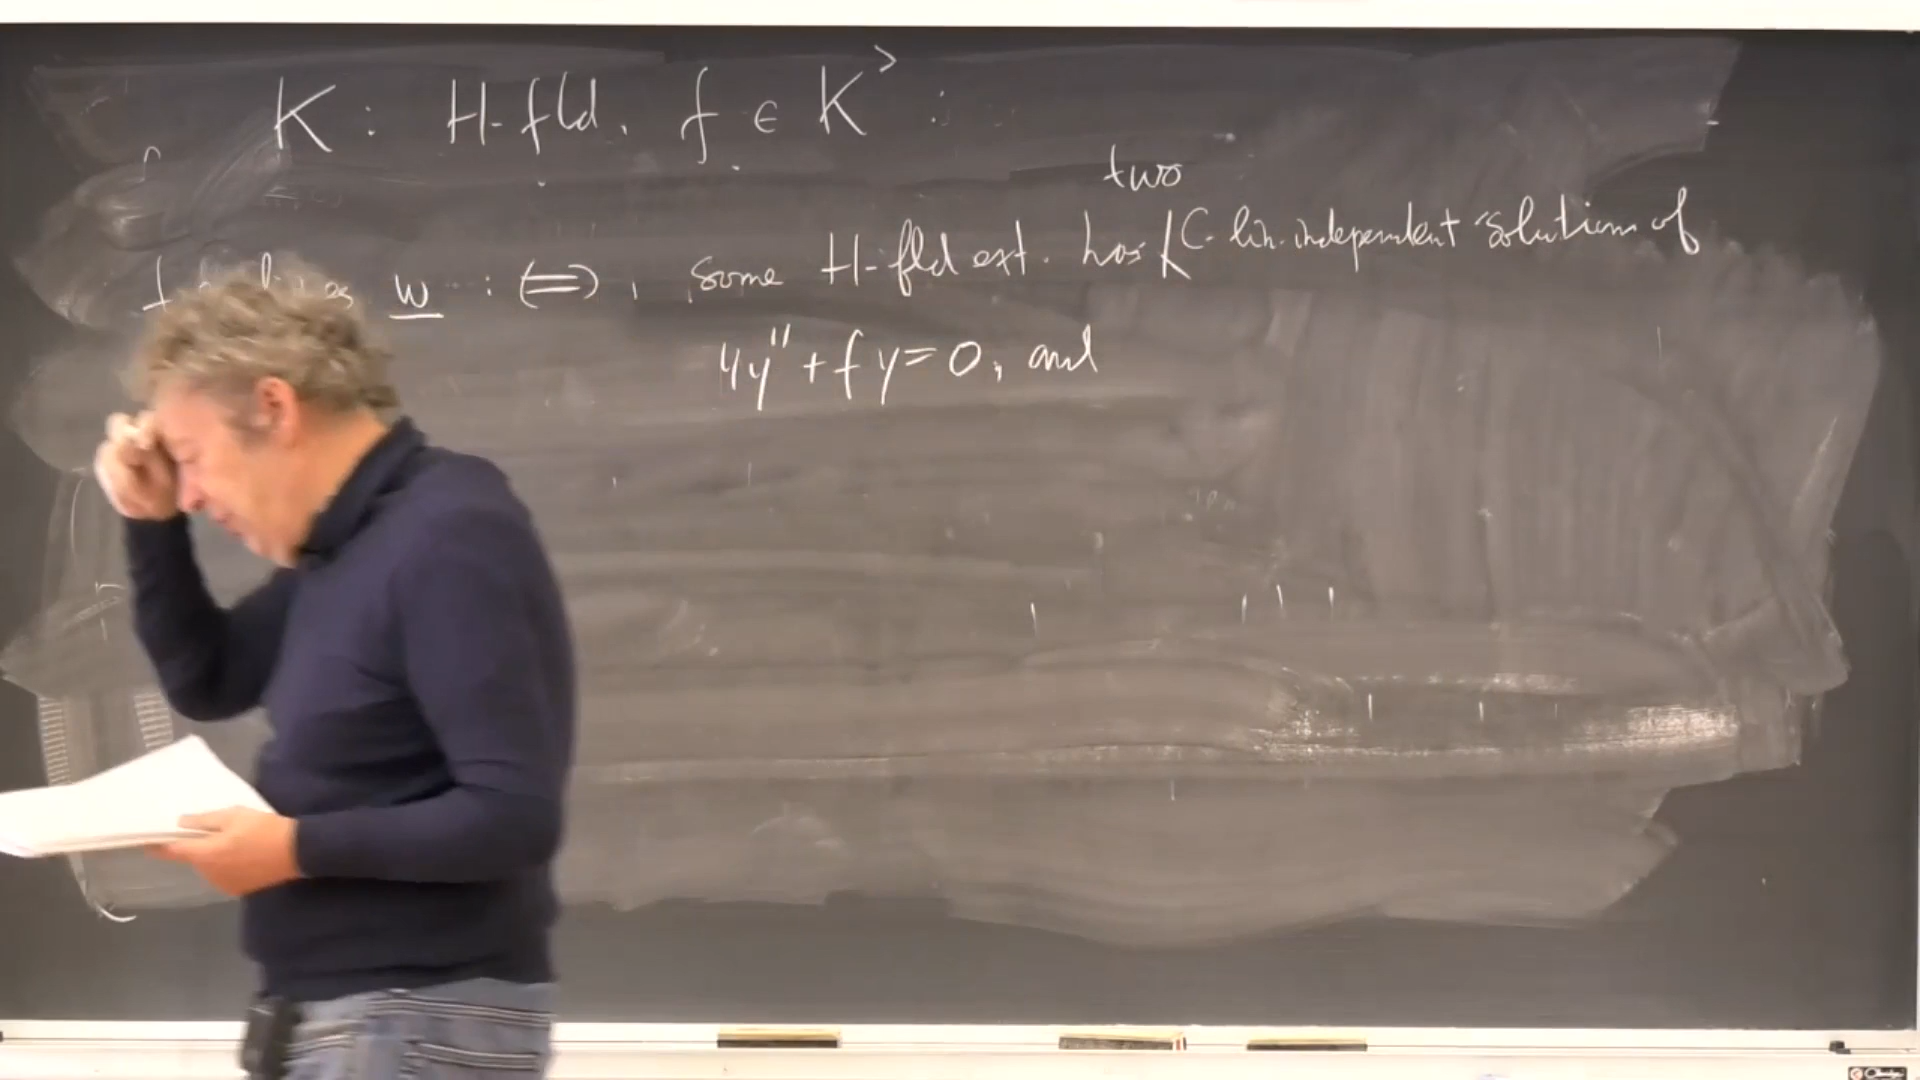 K : H-fld, f ∈ K^> :
two
w :⟺ some H-fld ext. has C-lin. independent solutions of
4y'' + fy = 0, and